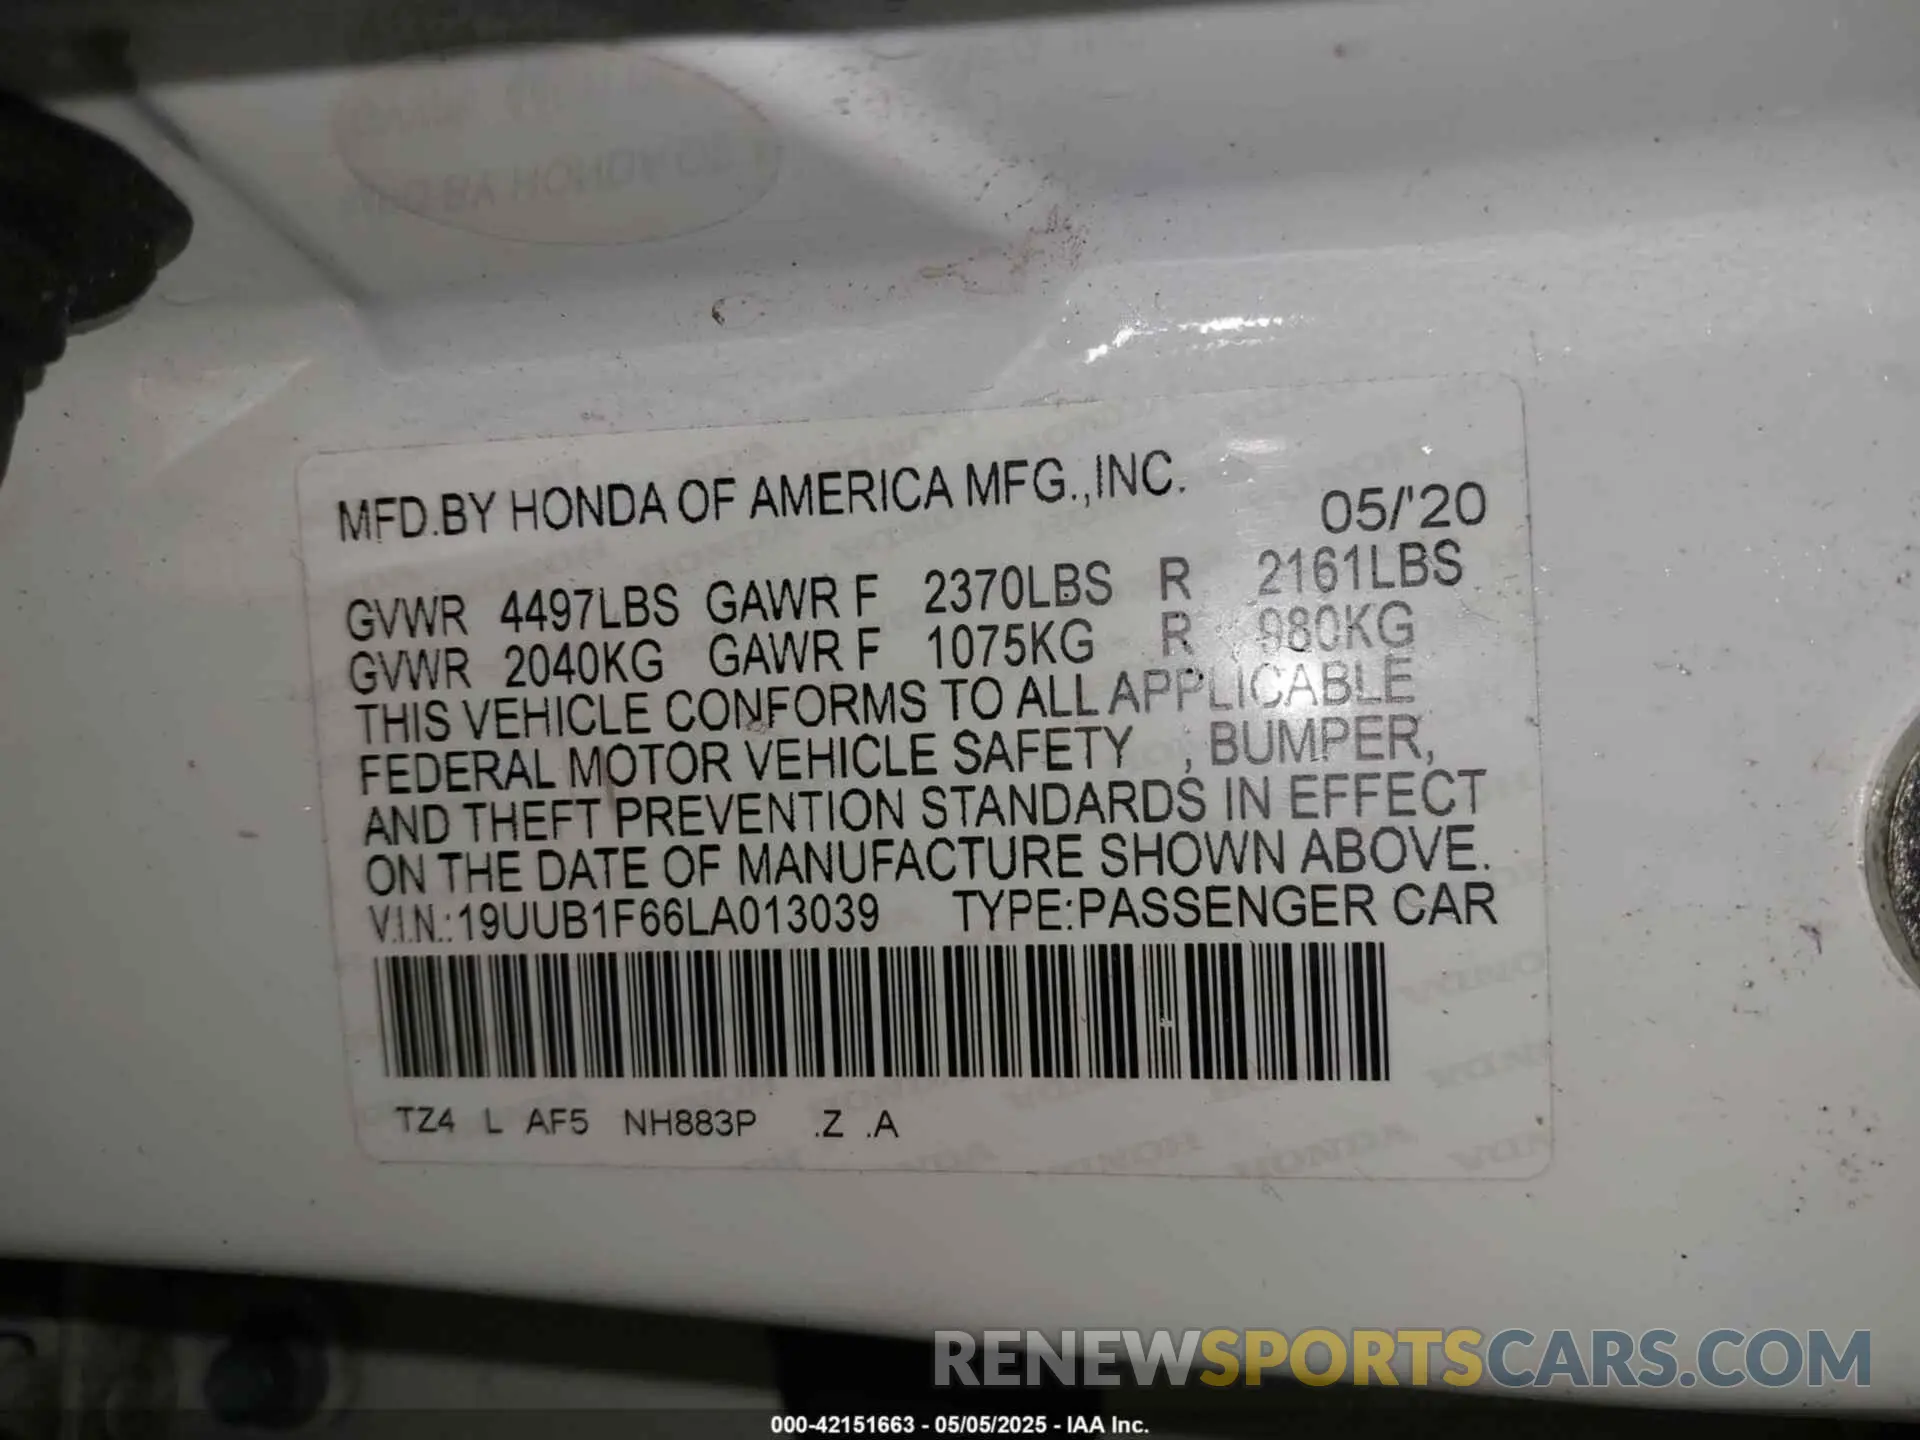 MFD.BY HONDA OF AMERICA MFG.,INC. 05/'20
GVWR 4497LBS GAWR F 2370LBS R 2161LBS
GVWR 2040KG GAWR F 1075KG R 980KG
THIS VEHICLE CONFORMS TO ALL APPLICABLE
FEDERAL MOTOR VEHICLE SAFETY , BUMPER,
AND THEFT PREVENTION STANDARDS IN EFFECT
ON THE DATE OF MANUFACTURE SHOWN ABOVE.
V.I.N.:19UUB1F66LA013039 TYPE:PASSENGER CAR
TZ4 L AF5 NH883P .Z .A
RENEWSPORTSCARS.COM
000-42151663 - 05/05/2025 - IAA Inc.